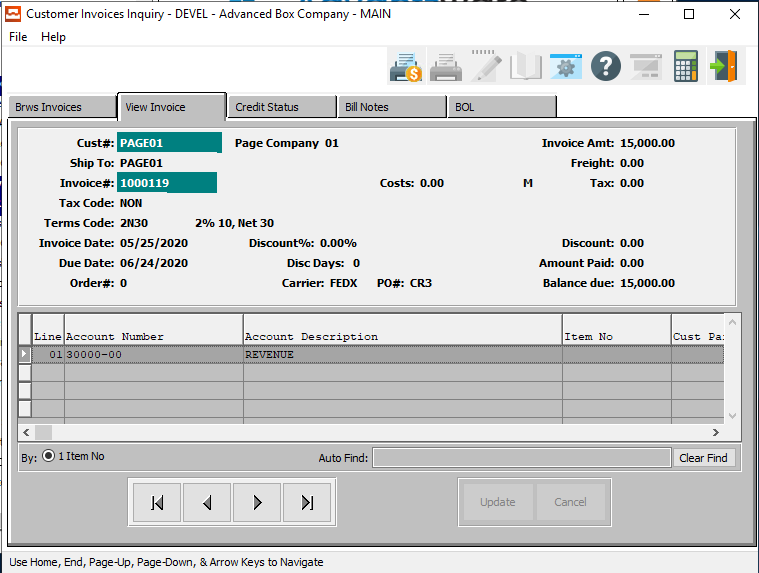 Customer Invoices Inquiry - DEVEL - Advanced Box Company - MAIN
File Help
Brws Invoices View Invoice Credit Status Bill Notes BOL
Cust#: PAGE01 Page Company 01 Invoice Amt: 15,000.00
Ship To: PAGE01 Freight: 0.00
Invoice#: 1000119 Costs: 0.00 M Tax: 0.00
Tax Code: NON
Terms Code: 2N30 2% 10, Net 30
Invoice Date: 05/25/2020 Discount%: 0.00% Discount: 0.00
Due Date: 06/24/2020 Disc Days: 0 Amount Paid: 0.00
Order#: 0 Carrier: FEDX PO#: CR3 Balance due: 15,000.00
Line Account Number Account Description Item No Cust Pa
01 30000-00 REVENUE
By: 1 Item No Auto Find: Clear Find
Update Cancel
Use Home, End, Page-Up, Page-Down, & Arrow Keys to Navigate